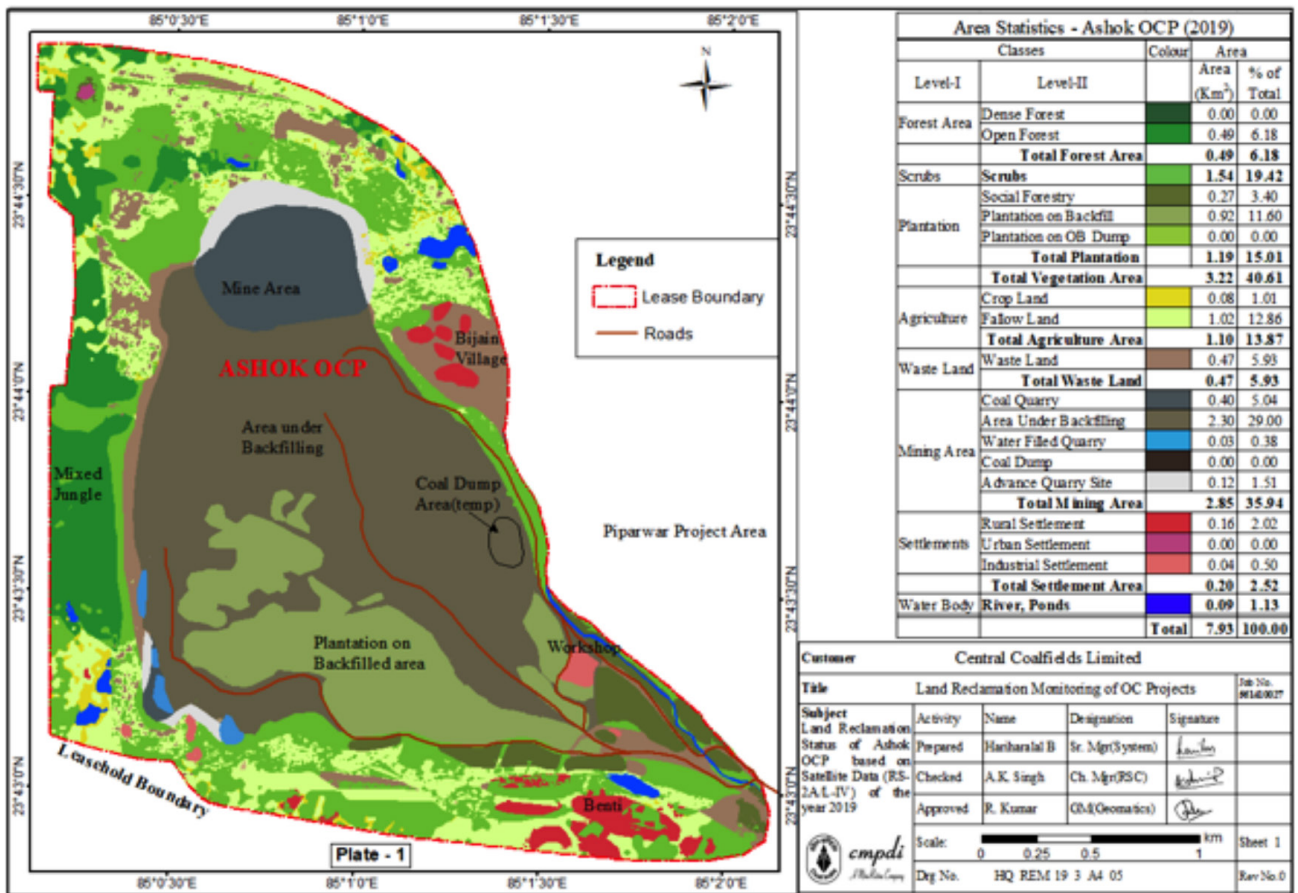 85°0'30"E 85°1'0"E 85°1'30"E 85°2'0"E
N
23°44'30"N
23°44'30"N
Mine Area
Legend
Lease Boundary
Roads
Bijain
Village
ASHOK OCP
23°44'0"N
23°44'0"N
Area under
Backfilling
Mixed
Jungle
Coal Dump
Area(temp)
Piparwar Project Area
23°43'30"N
23°43'30"N
Plantation on
Backfilled area
Workshop
Leasehold Boundary
23°43'0"N
23°43'0"N
Benti
Plate - 1
85°0'30"E 85°1'0"E 85°1'30"E 85°2'0"E
Area Statistics - Ashok OCP (2019)
Classes Colour Area
Level-I Level-II Area (Km²) % of Total
Forest Area Dense Forest 0.00 0.00
Open Forest 0.49 6.18
Total Forest Area 0.49 6.18
Scrubs Scrubs 1.54 19.42
Plantation Social Forestry 0.27 3.40
Plantation on Backfill 0.92 11.60
Plantation on OB Dump 0.00 0.00
Total Plantation 1.19 15.01
Total Vegetation Area 3.22 40.61
Agriculture Crop Land 0.08 1.01
Fallow Land 1.02 12.86
Total Agriculture Area 1.10 13.87
Waste Land Waste Land 0.47 5.93
Total Waste Land 0.47 5.93
Mining Area Coal Quarry 0.40 5.04
Area Under Backfilling 2.30 29.00
Water Filled Quarry 0.03 0.38
Coal Dump 0.00 0.00
Advance Quarry Site 0.12 1.51
Total Mining Area 2.85 35.94
Settlements Rural Settlement 0.16 2.02
Urban Settlement 0.00 0.00
Industrial Settlement 0.04 0.50
Total Settlement Area 0.20 2.52
Water Body River, Ponds 0.09 1.13
Total 7.93 100.00
Customer Central Coalfields Limited
Title Land Reclamation Monitoring of OC Projects Job No.
Subject
Land Reclamation
Status of Ashok
OCP based on
Satellite Data (RS-
2A/L-IV) of the
year 2019
Activity Name Designation Signature
Prepared Hariharalal B Sr. Mgr(System)
Checked A.K. Singh Ch. Mgr(RSC)
Approved R. Kumar GM(Geomatics)
cmpdi
Scale: 0 0.25 0.5 1 km Sheet 1
Drg No. HQ REM 19 3 A4 05 Rev No.0